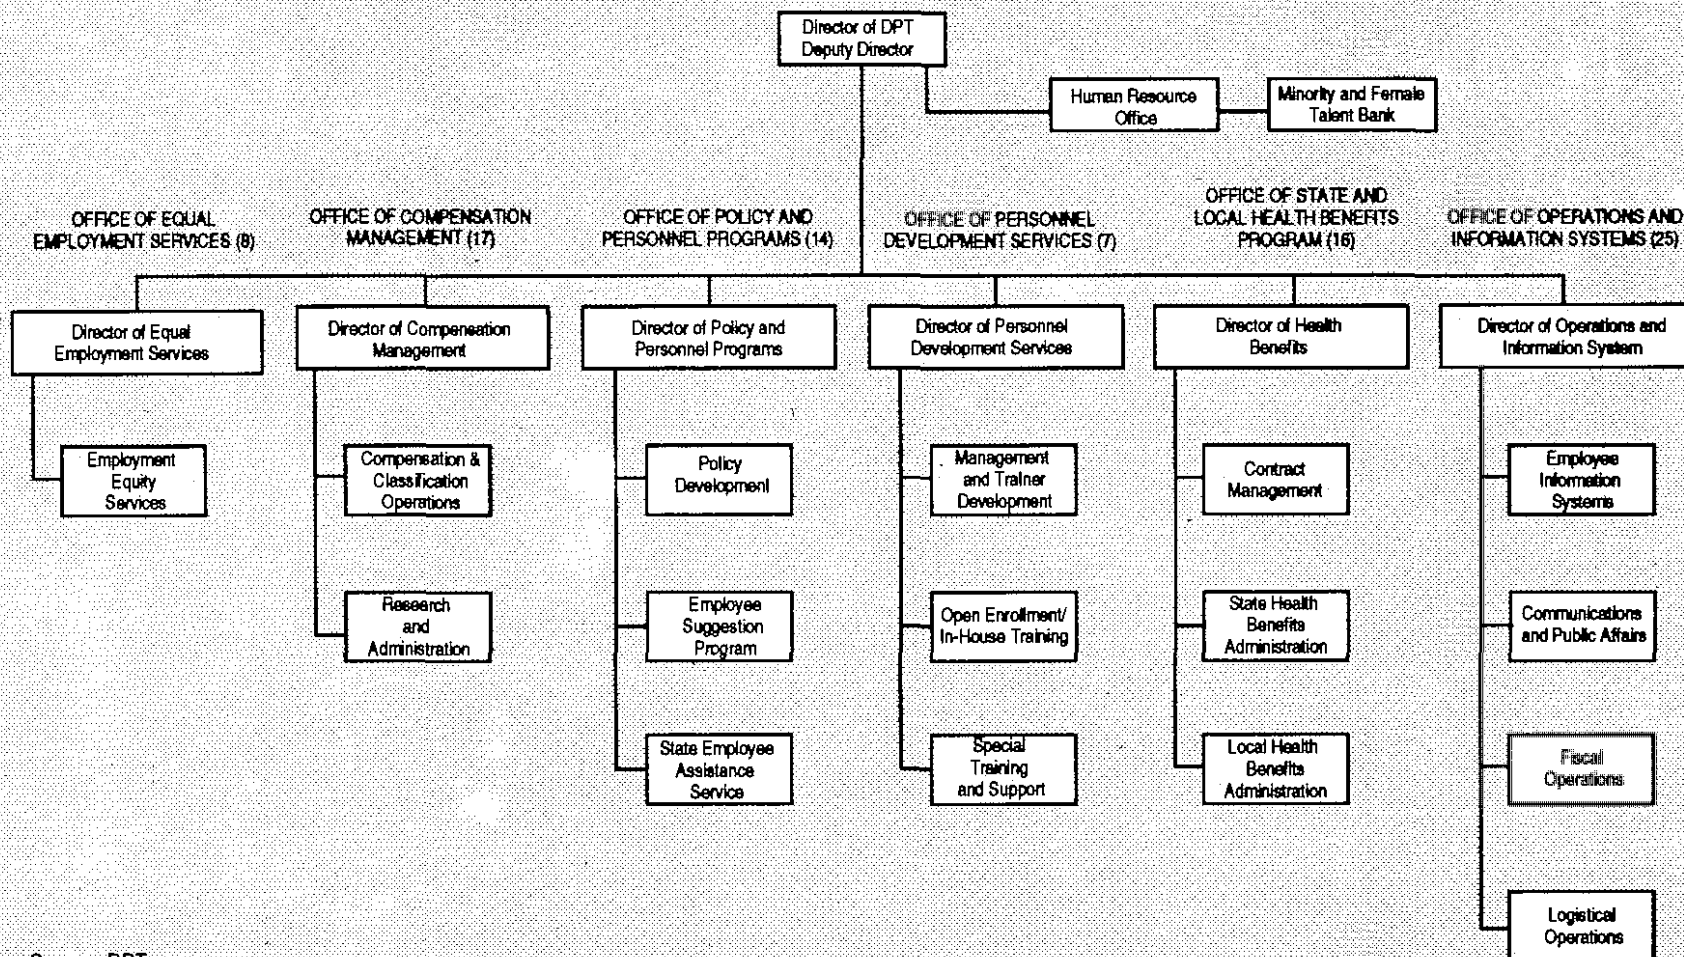 Director of DPT
Deputy Director
Human Resource
Office
Minority and Female
Talent Bank
OFFICE OF EQUAL
EMPLOYMENT SERVICES (8)
OFFICE OF COMPENSATION
MANAGEMENT (17)
OFFICE OF POLICY AND
PERSONNEL PROGRAMS (14)
OFFICE OF PERSONNEL
DEVELOPMENT SERVICES (7)
OFFICE OF STATE AND
LOCAL HEALTH BENEFITS
PROGRAM (16)
OFFICE OF OPERATIONS AND
INFORMATION SYSTEMS (25)
Director of Equal
Employment Services
Director of Compensation
Management
Director of Policy and
Personnel Programs
Director of Personnel
Development Services
Director of Health
Benefits
Director of Operations and
Information System
Employment
Equity
Services
Compensation &
Classification
Operations
Policy
Development
Management
and Trainer
Development
Contract
Management
Employee
Information
Systems
Research
and
Administration
Employee
Suggestion
Program
Open Enrollment/
In-House Training
State Health
Benefits
Administration
Communications
and Public Affairs
State Employee
Assistance
Service
Special
Training
and Support
Local Health
Benefits
Administration
Fiscal
Operations
Logistical
Operations